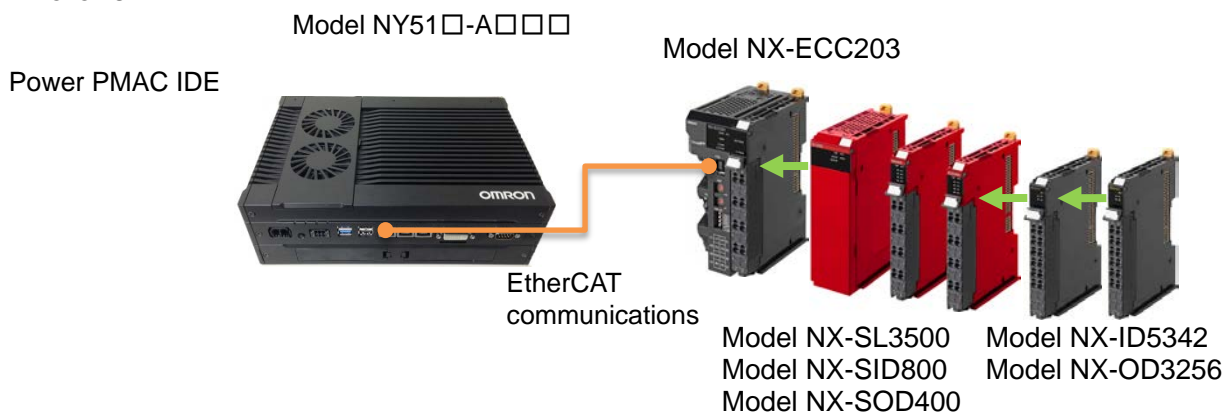 Model NY51□-A□□□
Model NX-ECC203
Power PMAC IDE
OMRON
EtherCAT
communications
Model NX-SL3500
Model NX-SID800
Model NX-SOD400
Model NX-ID5342
Model NX-OD3256